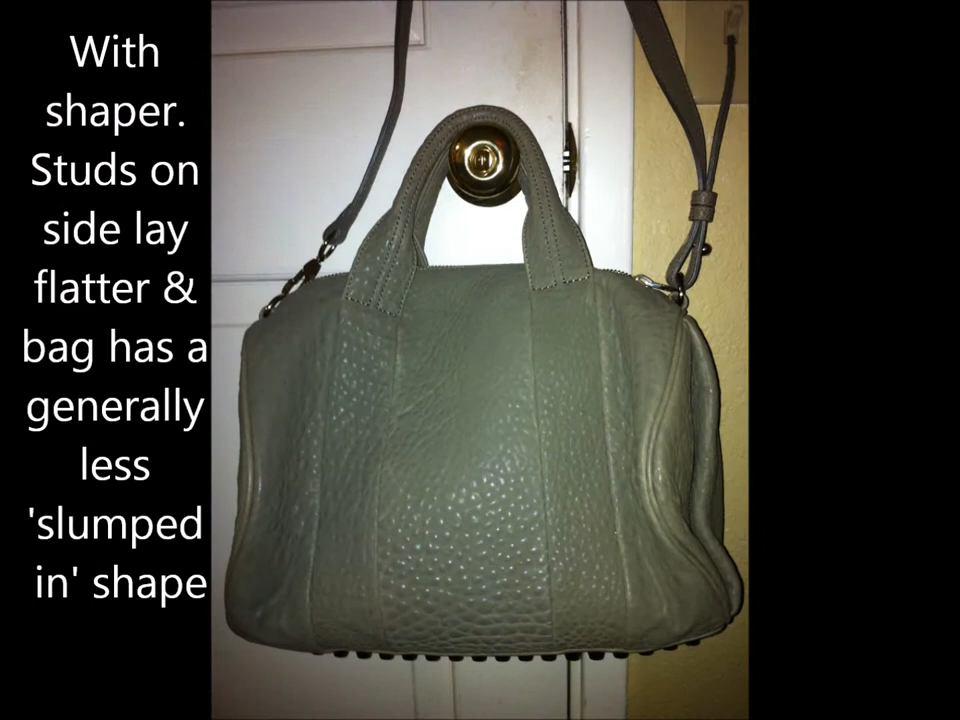 With
shaper.
Studs on
side lay
flatter &
bag has a
generally
less
'slumped
in' shape